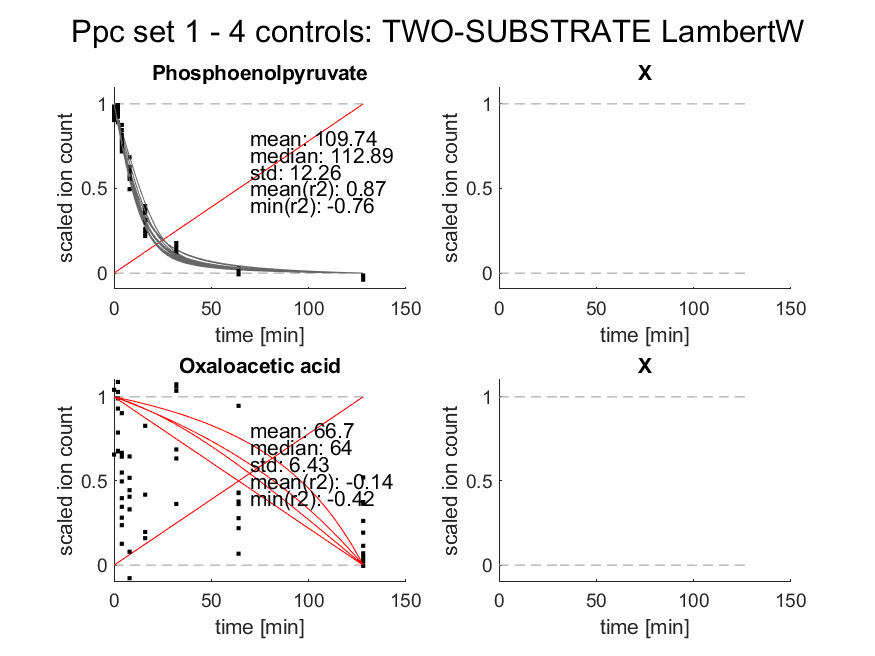 Ppc set 1 - 4 controls: TWO-SUBSTRATE LambertW
Phosphoenolpyruvate
scaled ion count
1
0.5
0
mean: 109.74
median: 112.89
std: 12.26
mean(r2): 0.87
min(r2): -0.76
0 50 100 150
time [min]
X
scaled ion count
1
0.5
0
0 50 100 150
time [min]
Oxaloacetic acid
scaled ion count
1
0.5
0
mean: 66.7
median: 64
std: 6.43
mean(r2): -0.14
min(r2): -0.42
0 50 100 150
time [min]
X
scaled ion count
1
0.5
0
0 50 100 150
time [min]